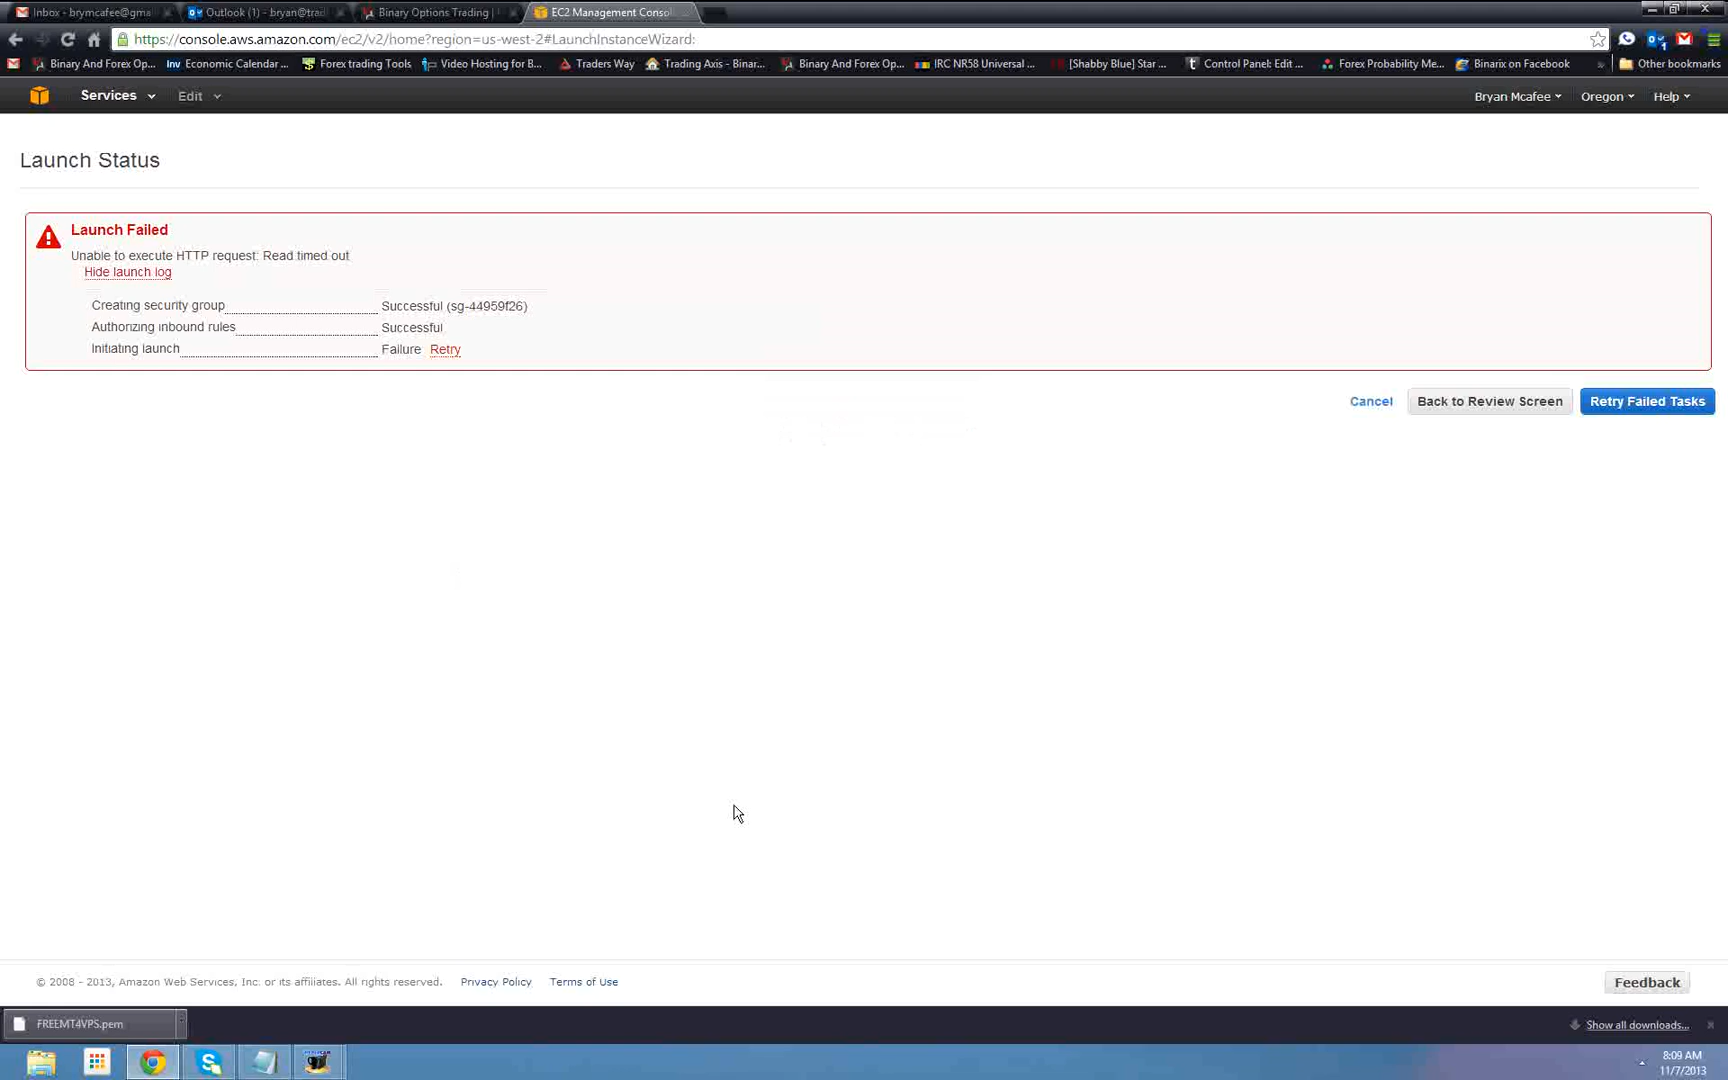 Inbox - brymcafee@gmai
Outlook (1) - bryan@trad
Binary Options Trading |
EC2 Management Consol
https://console.aws.amazon.com/ec2/v2/home?region=us-west-2#LaunchInstanceWizard:
Binary And Forex Op...
Inv Economic Calendar ...
Forex trading Tools
Video Hosting for B...
Traders Way
Trading Axis - Binar...
Binary And Forex Op...
IRC NR58 Universal ...
[Shabby Blue] Star ...
t Control Panel: Edit ...
Forex Probability Me...
Binarix on Facebook
»
Other bookmarks
Services
Edit
Bryan Mcafee
Oregon
Help
Launch Status
Launch Failed
Unable to execute HTTP request: Read timed out
Hide launch log
Creating security group Successful (sg-44959f26)
Authorizing inbound rules Successful
Initiating launch Failure Retry
Cancel
Back to Review Screen
Retry Failed Tasks
© 2008 - 2013, Amazon Web Services, Inc. or its affiliates. All rights reserved. Privacy Policy Terms of Use
Feedback
FREEMT4VPS.pem
Show all downloads...
8:09 AM
11/7/2013